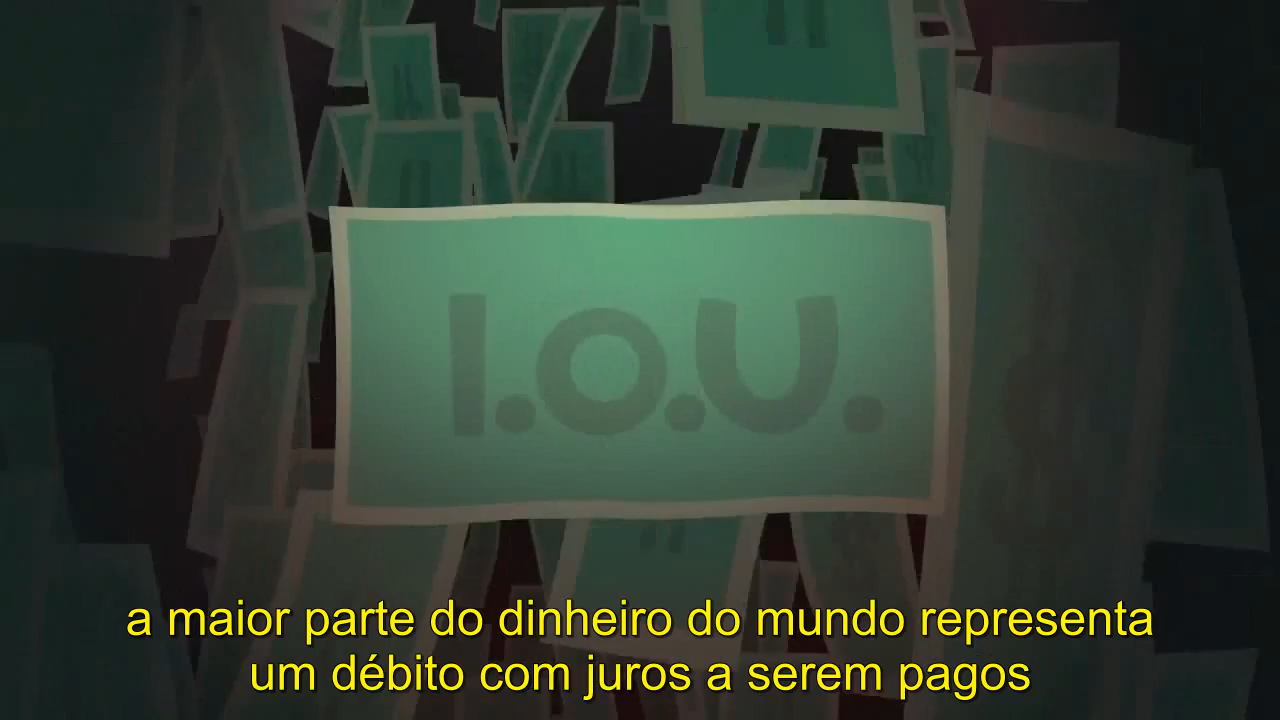 I.O.U.
a maior parte do dinheiro do mundo representa
um débito com juros a serem pagos